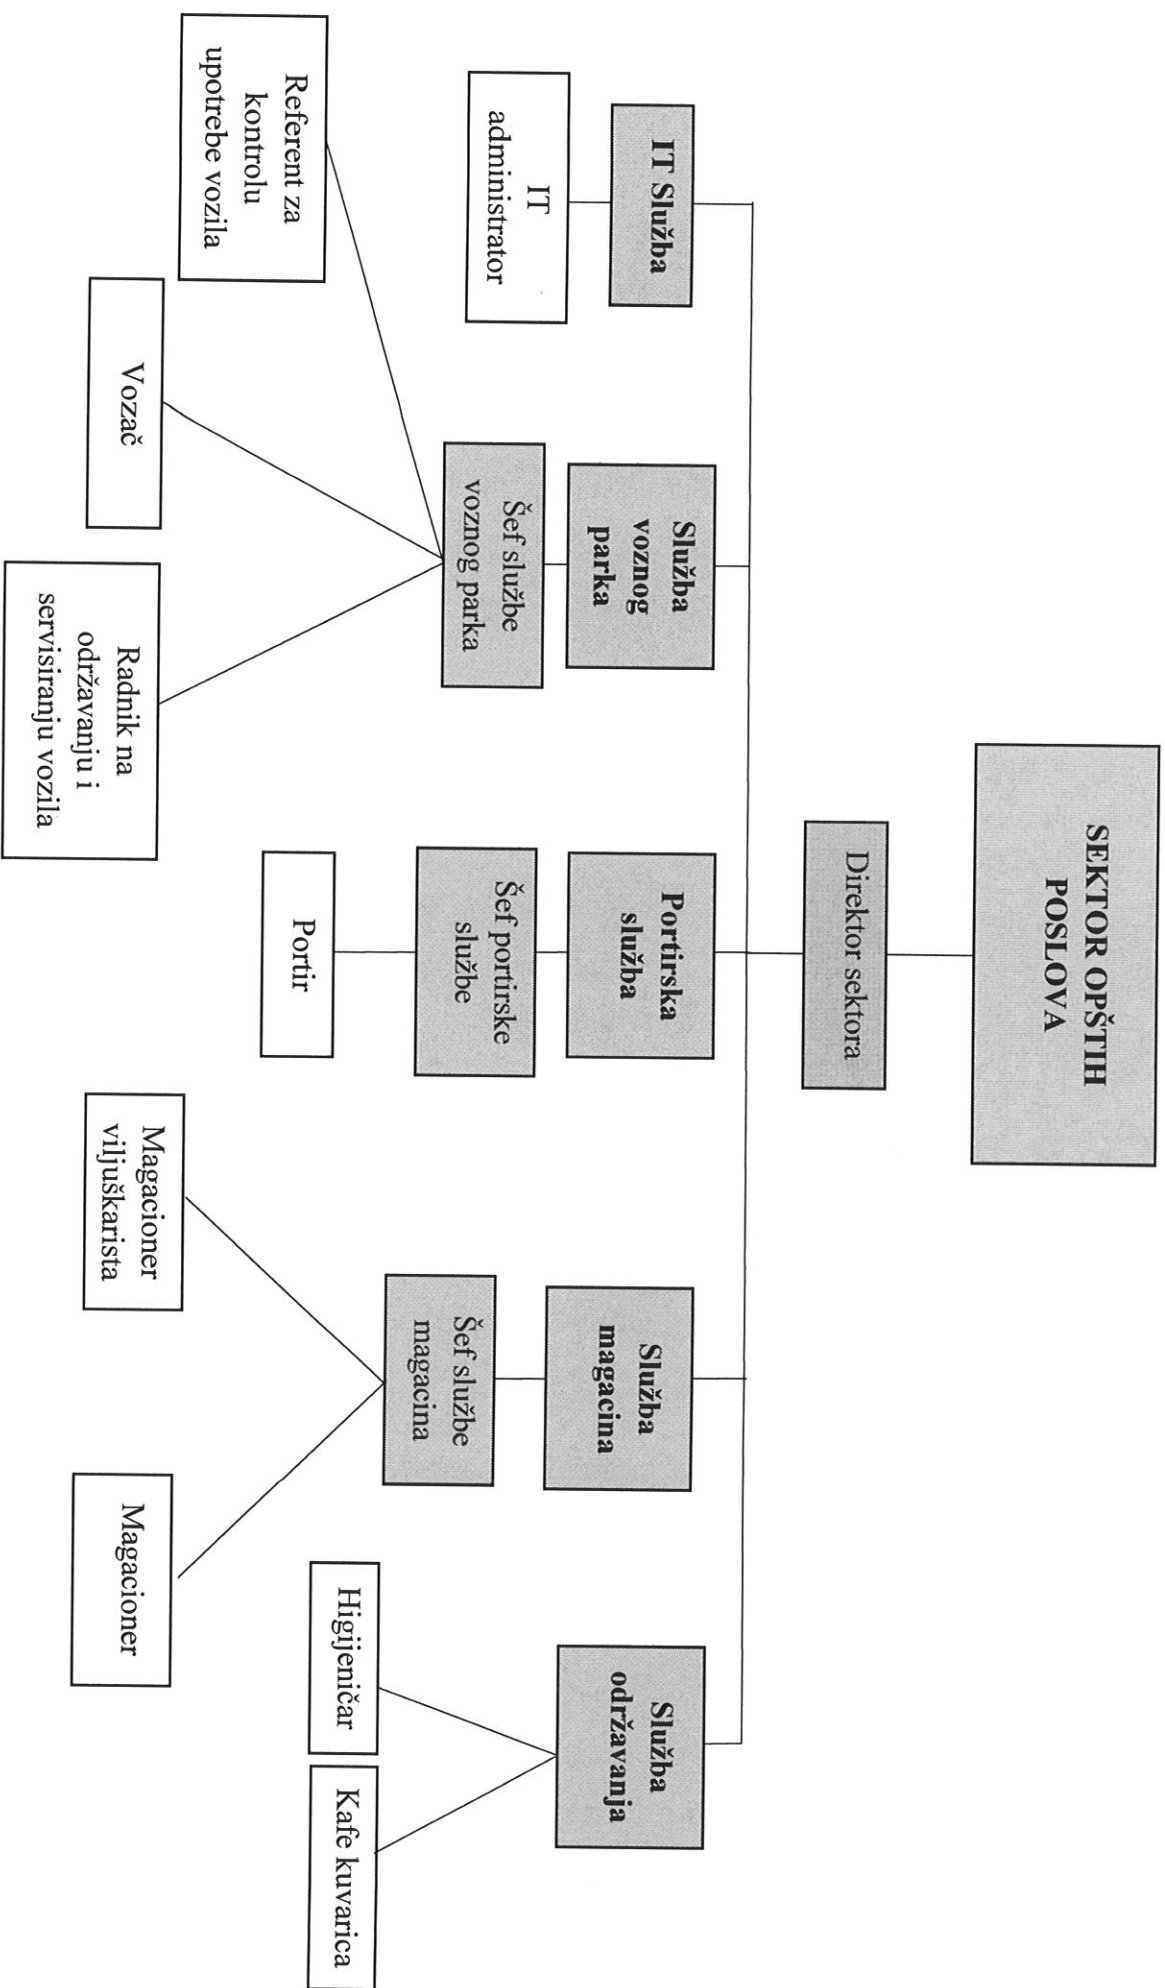 SEKTOR OPŠTIH
POSLOVA
Direktor sektora
IT Služba
Služba
voznog
parka
Portirska
služba
Služba
magacina
Služba
održavanja
IT
administrator
Šef službe
voznog parka
Šef portirske
službe
Šef službe
magacina
Referent za
kontrolu
upotrebe vozila
Vozač
Radnik na
održavanju i
servisiranju vozila
Portir
Magacioner
viljuškarista
Magacioner
Higijeničar
Kafe kuvarica